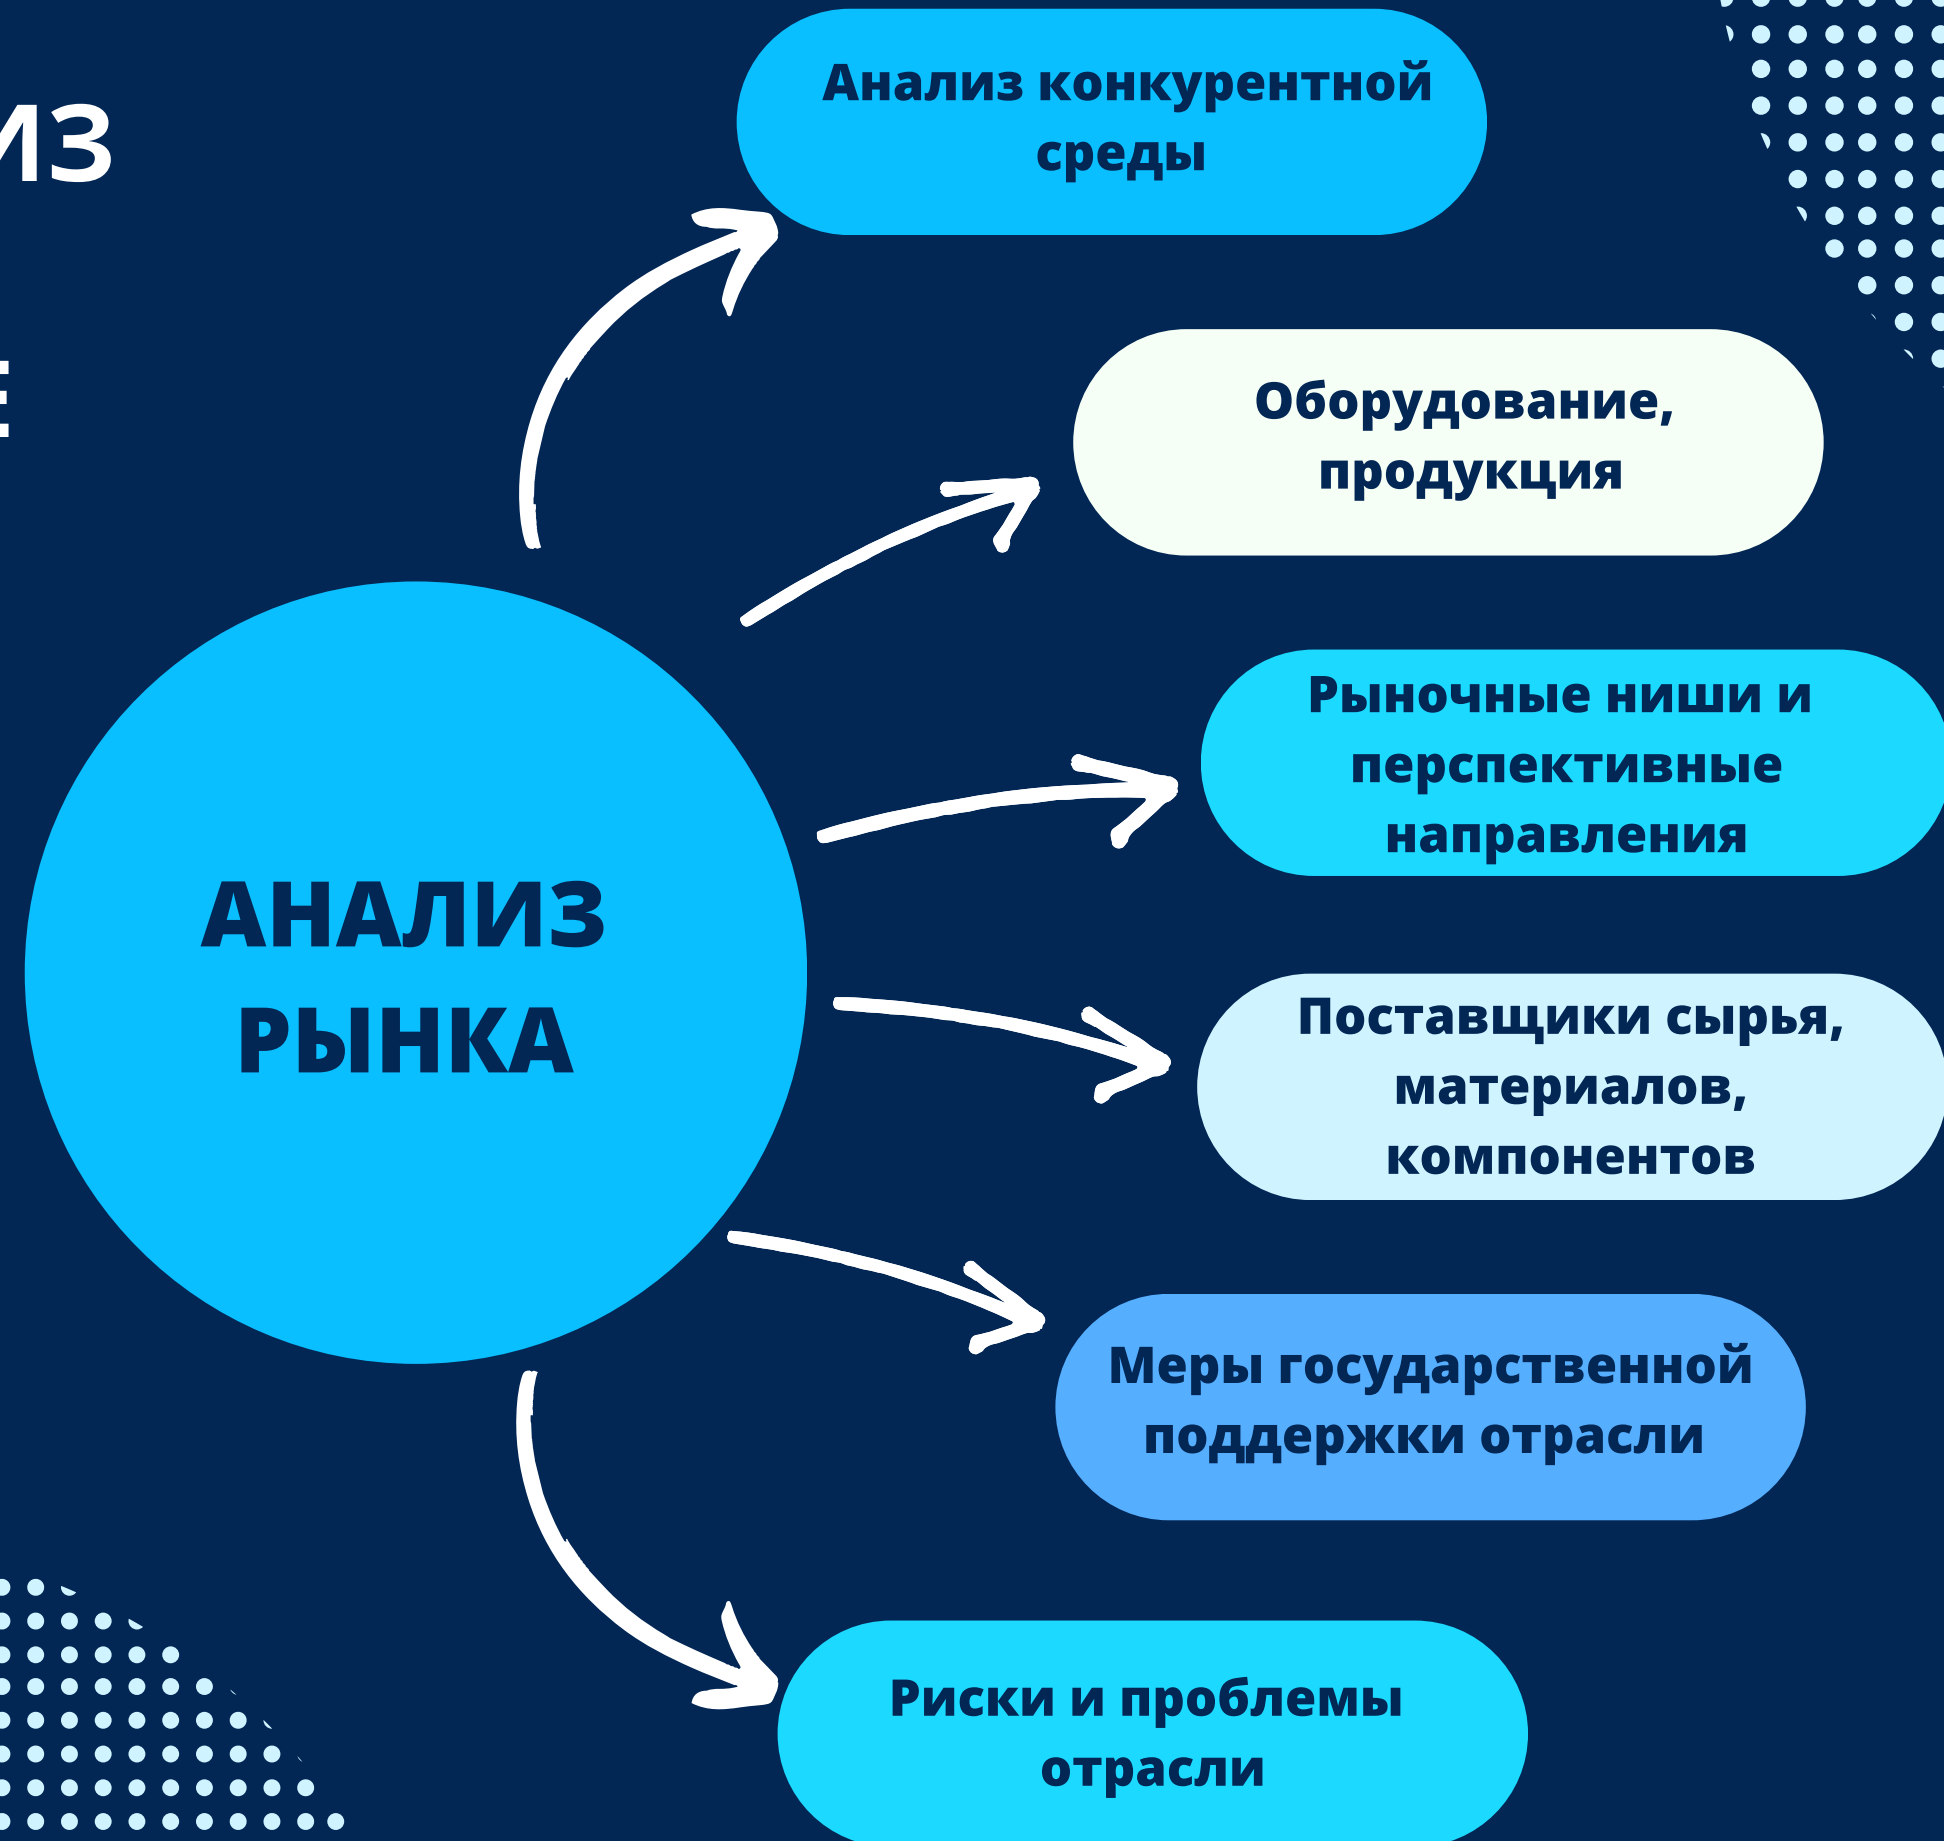 Анализ конкурентной
среды
Оборудование,
продукция
Рыночные ниши и
перспективные
направления
АНАЛИЗ
РЫНКА
Поставщики сырья,
материалов,
компонентов
Меры государственной
поддержки отрасли
Риски и проблемы
отрасли